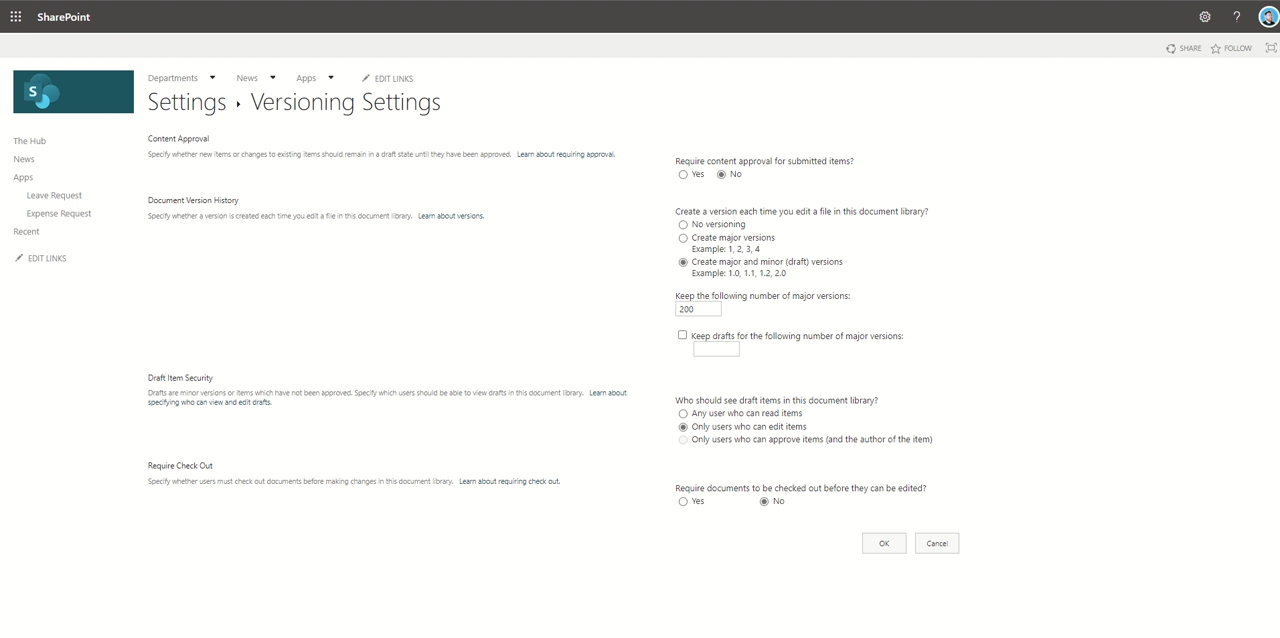 SharePoint
?
SHARE
FOLLOW
S
Departments
News
Apps
EDIT LINKS
Settings
Versioning Settings
The Hub
News
Apps
Leave Request
Expense Request
Recent
EDIT LINKS
Content Approval
Specify whether new items or changes to existing items should remain in a draft state until they have been approved. Learn about requiring approval.
Require content approval for submitted items?
Yes No
Document Version History
Specify whether a version is created each time you edit a file in this document library. Learn about versions.
Create a version each time you edit a file in this document library?
No versioning
Create major versions
Example: 1, 2, 3, 4
Create major and minor (draft) versions
Example: 1.0, 1.1, 1.2, 2.0
Keep the following number of major versions:
200
Keep drafts for the following number of major versions:
Draft Item Security
Drafts are minor versions or items which have not been approved. Specify which users should be able to view drafts in this document library. Learn about
specifying who can view and edit drafts.
Who should see draft items in this document library?
Any user who can read items
Only users who can edit items
Only users who can approve items (and the author of the item)
Require Check Out
Specify whether users must check out documents before making changes in this document library. Learn about requiring check out.
Require documents to be checked out before they can be edited?
Yes No
OK
Cancel